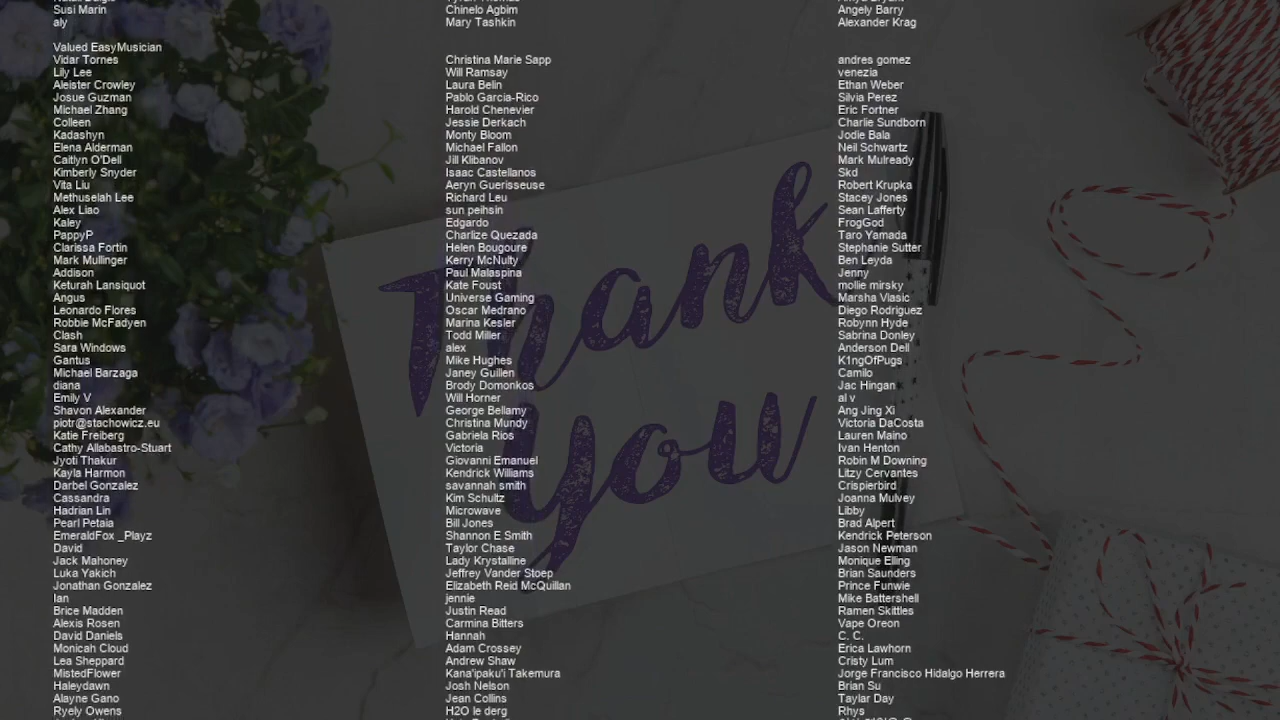 Susi Marin
aly
Valued EasyMusician
Vidar Tornes
Lily Lee
Aleister Crowley
Josue Guzman
Michael Zhang
Colleen
Kadashyn
Elena Alderman
Caitlyn O'Dell
Kimberly Snyder
Vita Liu
Methuselah Lee
Alex Liao
Kaley
PappyP
Clarissa Fortin
Mark Mullinger
Addison
Keturah Lansiquot
Angus
Leonardo Flores
Robbie McFadyen
Clash
Sara Windows
Gantus
Michael Barzaga
diana
Emily V
Shavon Alexander
piotr@stachowicz.eu
Katie Freiberg
Cathy Allabastro-Stuart
Jyoti Thakur
Kayla Harmon
Darbel Gonzalez
Cassandra
Hadrian Lin
Pearl Petaia
EmeraldFox _Playz
David
Jack Mahoney
Luka Yakich
Jonathan Gonzalez
Ian
Brice Madden
Alexis Rosen
David Daniels
Monicah Cloud
Lea Sheppard
MistedFlower
Haleydawn
Alayne Gano
Ryely Owens
Chinelo Agbim
Mary Tashkin
Christina Marie Sapp
Will Ramsay
Laura Belin
Pablo Garcia-Rico
Harold Chenevier
Jessie Derkach
Monty Bloom
Michael Fallon
Jill Klibanov
Isaac Castellanos
Aeryn Guerisseuse
Richard Leu
sun peihsin
Edgardo
Charlize Quezada
Helen Bougoure
Kerry McNulty
Paul Malaspina
Kate Foust
Universe Gaming
Oscar Medrano
Marina Kesler
Todd Miller
alex
Mike Hughes
Janey Guillen
Brody Domonkos
Will Horner
George Bellamy
Christina Mundy
Gabriela Rios
Victoria
Giovanni Emanuel
Kendrick Williams
savannah smith
Kim Schultz
Microwave
Bill Jones
Shannon E Smith
Taylor Chase
Lady Krystalline
Jeffrey Vander Stoep
Elizabeth Reid McQuillan
jennie
Justin Read
Carmina Bitters
Hannah
Adam Crossey
Andrew Shaw
Kana'ipaku'i Takemura
Josh Nelson
Jean Collins
H2O le derg
Angely Barry
Alexander Krag
andres gomez
venezia
Ethan Weber
Silvia Perez
Eric Fortner
Charlie Sundborn
Jodie Bala
Neil Schwartz
Mark Mulready
Skd
Robert Krupka
Stacey Jones
Sean Lafferty
FrogGod
Taro Yamada
Stephanie Sutter
Ben Leyda
Jenny
mollie mirsky
Marsha Vlasic
Diego Rodriguez
Robynn Hyde
Sabrina Donley
Anderson Dell
K1ngOfPugs
Camilo
Jac Hingan
al v
Ang Jing Xi
Victoria DaCosta
Lauren Maino
Ivan Henton
Robin M Downing
Litzy Cervantes
Crispierbird
Joanna Mulvey
Libby
Brad Alpert
Kendrick Peterson
Jason Newman
Monique Elling
Brian Saunders
Prince Funwie
Mike Battershell
Ramen Skittles
Vape Oreon
C. C.
Erica Lawhorn
Cristy Lum
Jorge Francisco Hidalgo Herrera
Brian Su
Taylar Day
Rhys
Thank
You